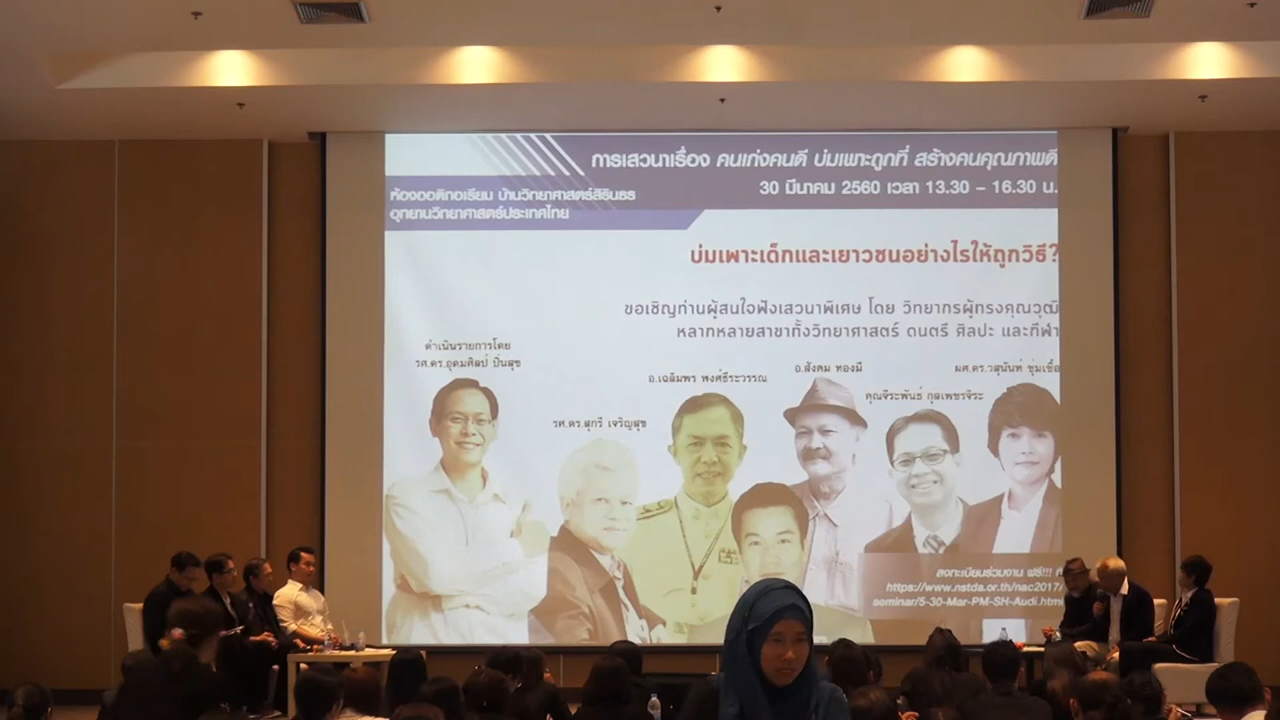 การเสวนาเรื่อง คนเก่งคนดี บ่มเพาะถูกที่ สร้างคนคุณภาพดี
30 มีนาคม 2560 เวลา 13.30 - 16.30 น.
ห้องออดิทอเรียม บ้านวิทยาศาสตร์สิรินธร
อุทยานวิทยาศาสตร์ประเทศไทย
บ่มเพาะเด็กและเยาวชนอย่างไรให้ถูกวิธี?
ขอเชิญท่านผู้สนใจฟังเสวนาพิเศษ โดย วิทยากรผู้ทรงคุณวุฒิ
หลากหลายสาขาทั้งวิทยาศาสตร์ ดนตรี ศิลปะ และกีฬา
ดำเนินรายการโดย
รศ.ดร.อุดมศิลป์ ปิ่นสุข
รศ.ดร.สุกรี เจริญสุข
อ.เฉลิมพร พงศ์ธีระวรรณ
อ.สังคม ทองมี
คุณจีระพันธ์ กุลเพชรจิระ
ผศ.ดร.วสุนันท์ ชุ่มเชื้อ
ลงทะเบียนร่วมงาน ฟรี!!! ที่
https://www.nstda.or.th/nac2017/
seminar/5-30-Mar-PM-SH-Audi.html